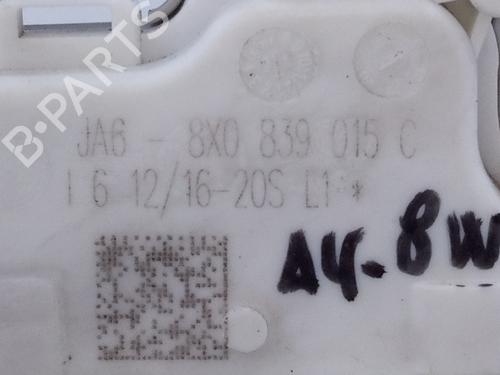 B-PARTS
JA6 - 8X0 839 015 C
I 6 12/16-20S L1 *
A4-8W